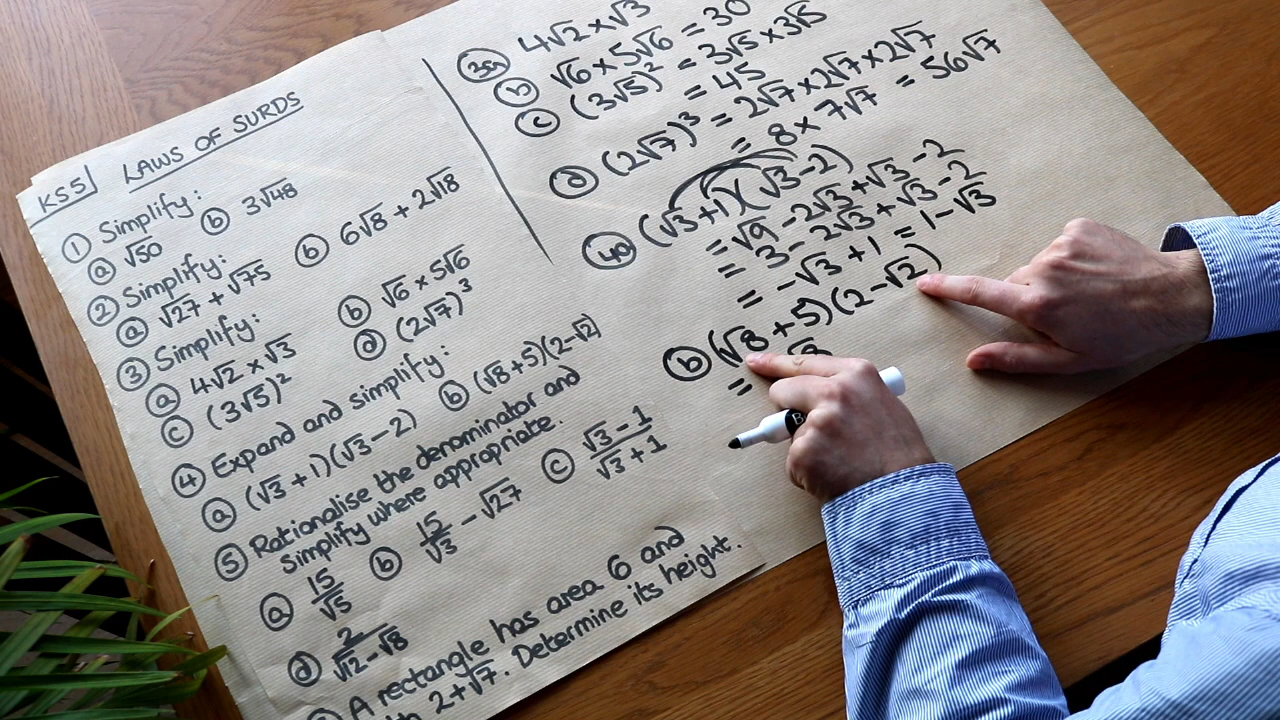 KS5
LAWS OF SURDS
① Simplify:
ⓐ √50 ⓑ 3√48
② Simplify:
ⓐ √27 + √75 ⓑ 6√8 + 2√18
③ Simplify:
ⓐ 4√2 × √3 ⓑ √6 × 5√6
ⓒ (3√5)² ⓓ (2√7)³
④ Expand and simplify:
ⓐ (√3 + 1)(√3 − 2) ⓑ (√8 + 5)(2 − √2)
⑤ Rationalise the denominator and
simplify where appropriate.
ⓐ 15/√5 ⓑ 15/√3 − √27 ⓒ √3 − 1/√3 + 1
ⓓ 2/√2 − √8
A rectangle has area 6 and
2 + √7. Determine its height.
③ⓐ 4√2 × √3
ⓑ √6 × 5√6 = 30
ⓒ (3√5)² = 3√5 × 3√5
= 45
ⓓ (2√7)³ = 2√7 × 2√7 × 2√7
= 8 × 7√7 = 56√7
④ⓐ (√3 + 1)(√3 − 2)
= √9 − 2√3 + √3 − 2
= 3 − 2√3 + √3 − 2
= −√3 + 1 = 1 − √3
ⓑ (√8 + 5)(2 − √2)
= √8
B